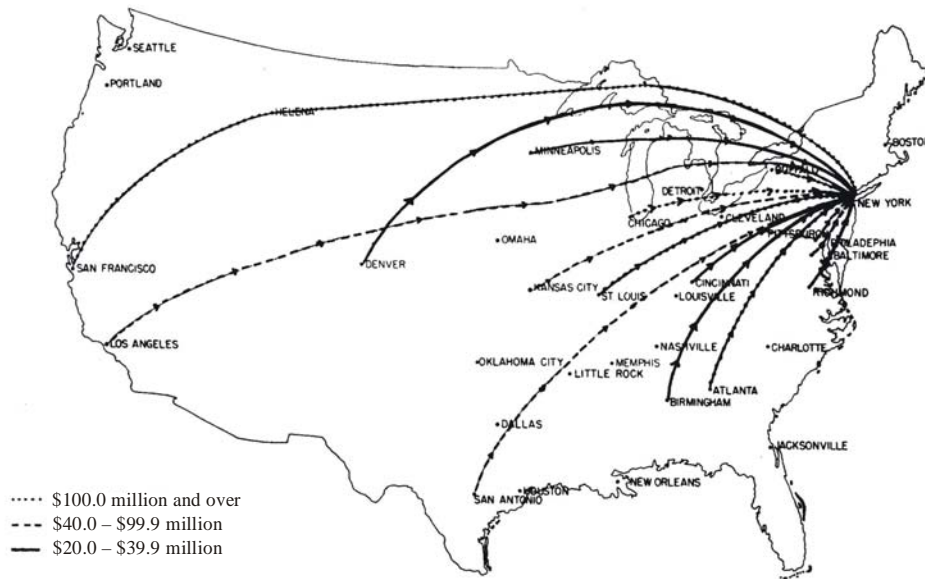 SEATTLE
PORTLAND
HELENA
MINNEAPOLIS
BUFFALO
BOSTON
DETROIT
NEW YORK
CHICAGO
CLEVELAND
PITTSBURGH
OMAHA
PHILADEPHIA
BALTIMORE
SAN FRANCISCO
DENVER
KANSAS CITY
ST LOUIS
CINCINNATI
LOUISVILLE
RICHMOND
LOS ANGELES
NASHVILLE
CHARLOTTE
OKLAHOMA CITY
MEMPHIS
LITTLE ROCK
ATLANTA
BIRMINGHAM
DALLAS
JACKSONVILLE
NEW ORLEANS
HOUSTON
SAN ANTONIO
$100.0 million and over
$40.0 – $99.9 million
$20.0 – $39.9 million